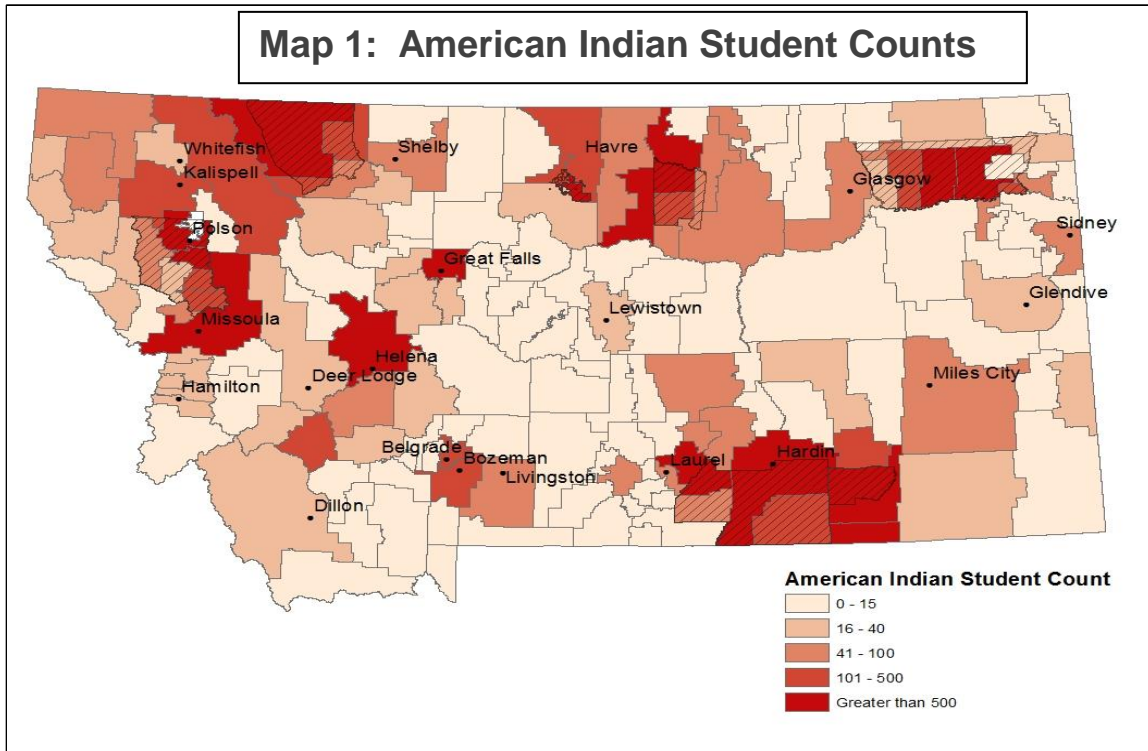 Map 1: American Indian Student Counts
Whitefish
Kalispell
Shelby
Havre
Glasgow
Polson
Sidney
Great Falls
Glendive
Lewistown
Missoula
Helena
Deer Lodge
Miles City
Hamilton
Belgrade
Bozeman
Laurel
Hardin
Livingston
Dillon
American Indian Student Count
0 - 15
16 - 40
41 - 100
101 - 500
Greater than 500